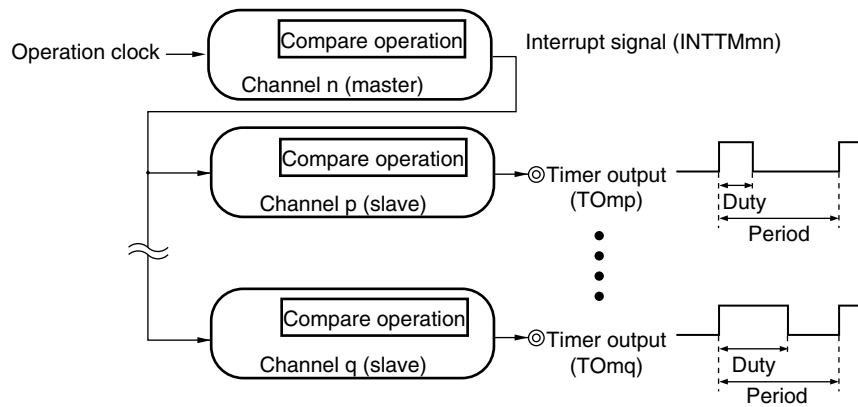 Compare operation
Operation clock
Interrupt signal (INTTMmn)
Channel n (master)
Compare operation
Timer output
(TOmp)
Channel p (slave)
Duty
Period
Compare operation
Timer output
(TOmq)
Channel q (slave)
Duty
Period